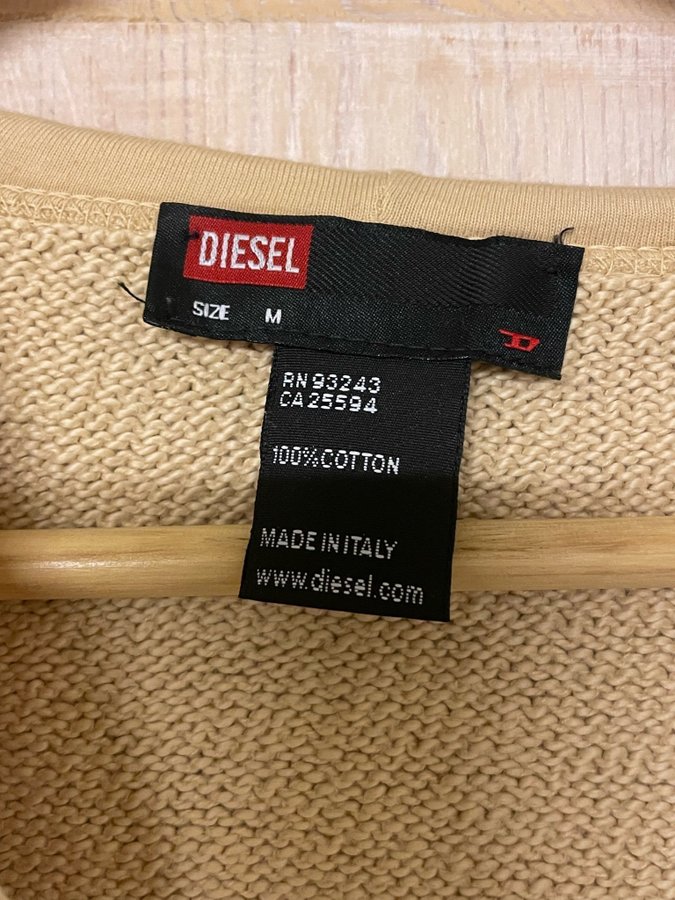 DIESEL
SIZE M
RN 93243
CA 25594
100% COTTON
MADE IN ITALY
www.diesel.com